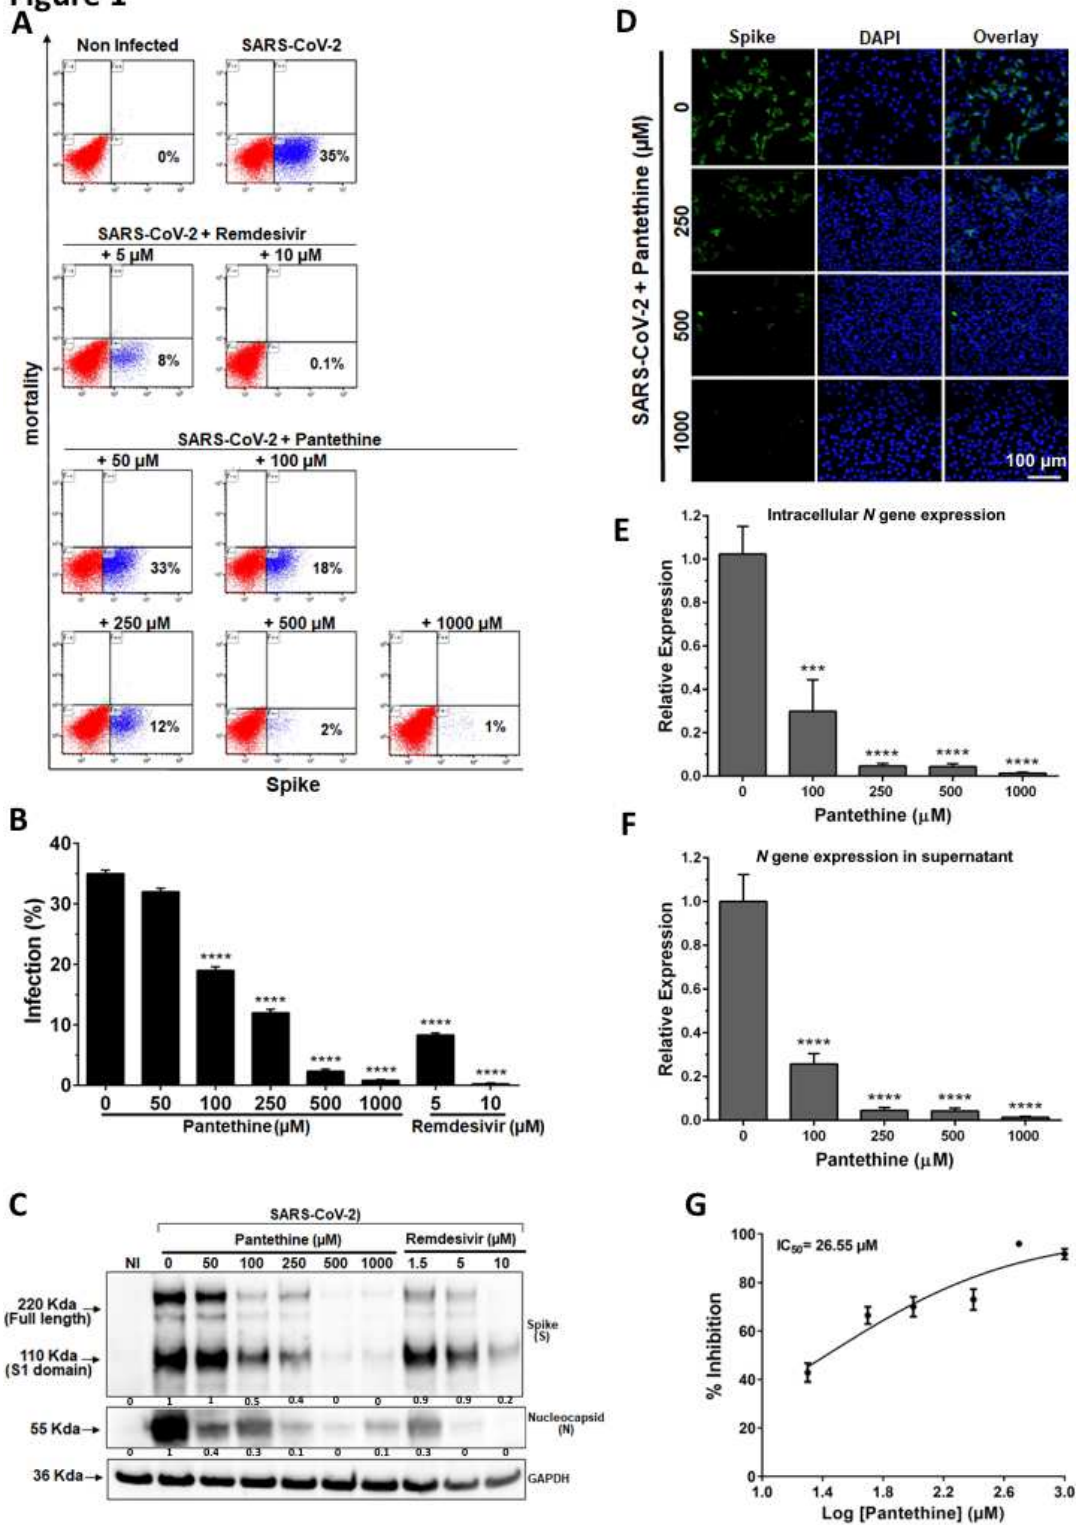 Figure 1
A
Non Infected SARS-CoV-2
0% 35%
SARS-CoV-2 + Remdesivir
+ 5 µM + 10 µM
8% 0.1%
SARS-CoV-2 + Pantethine
+ 50 µM + 100 µM
33% 18%
+ 250 µM + 500 µM + 1000 µM
12% 2% 1%
mortality
Spike
B
Infection (%)
40
30
20
10
0
****
****
****
****
****
****
0 50 100 250 500 1000 5 10
Pantethine (µM) Remdesivir (µM)
C
SARS-CoV-2)
Pantethine (µM) Remdesivir (µM)
NI 0 50 100 250 500 1000 1.5 5 10
220 Kda
(Full length)
Spike
(S)
110 Kda
(S1 domain)
0 1 1 0.5 0.4 0 0 0.9 0.9 0.2
Nucleocapsid
(N)
55 Kda
0 1 0.4 0.3 0.1 0 0.1 0.3 0 0
36 Kda
GAPDH
D
Spike DAPI Overlay
SARS-CoV-2 + Pantethine (µM)
0
250
500
1000
100 µm
E
Intracellular N gene expression
Relative Expression
1.2
1.0
0.8
0.6
0.4
0.2
0.0
***
****
****
****
0 100 250 500 1000
Pantethine (µM)
F
N gene expression in supernatant
Relative Expression
1.2
1.0
0.8
0.6
0.4
0.2
0.0
****
****
****
****
0 100 250 500 1000
Pantethine (µM)
G
IC50= 26.55 µM
% Inhibition
100
80
60
40
20
0
1.0 1.4 1.8 2.2 2.6 3.0
Log [Pantethine] (µM)